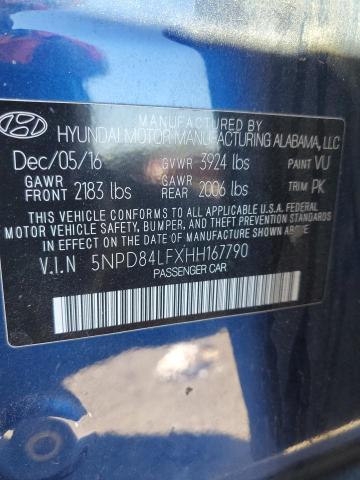 MANUFACTURED BY
HYUNDAI MOTOR MANUFACTURING ALABAMA, LLC
Dec/05/16 GVWR 3924 lbs PAINT VU
GAWR FRONT 2183 lbs GAWR REAR 2006 lbs TRIM PK
THIS VEHICLE CONFORMS TO ALL APPLICABLE U.S.A. FEDERAL
MOTOR VEHICLE SAFETY, BUMPER, AND THEFT PREVENTION STANDARDS
IN EFFECT ON THE DATE OF MANUFACTURE SHOWN ABOVE.
V.I.N 5NPD84LFXHH167790
PASSENGER CAR